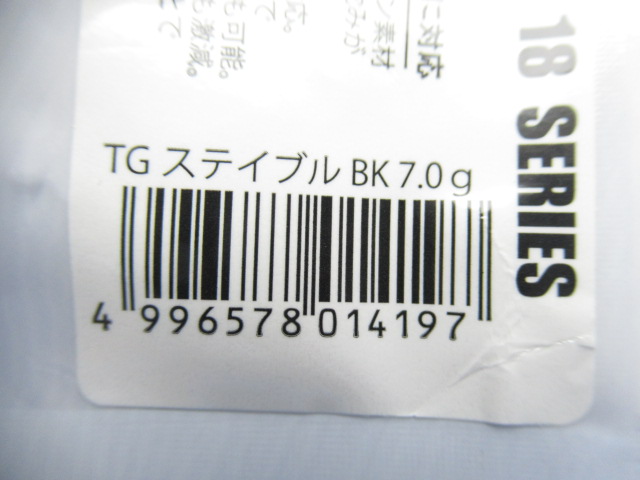 に対応
ン素材
みが
応。
て
も可能。
も激減。
とで
18 SERIES
TG ステイブル BK 7.0g
4 996578 014197